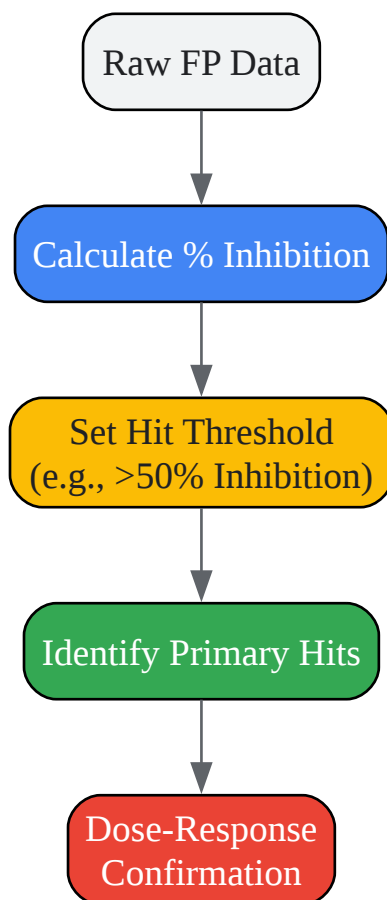 Raw FP Data
Calculate % Inhibition
Set Hit Threshold
(e.g., >50% Inhibition)
Identify Primary Hits
Dose-Response
Confirmation